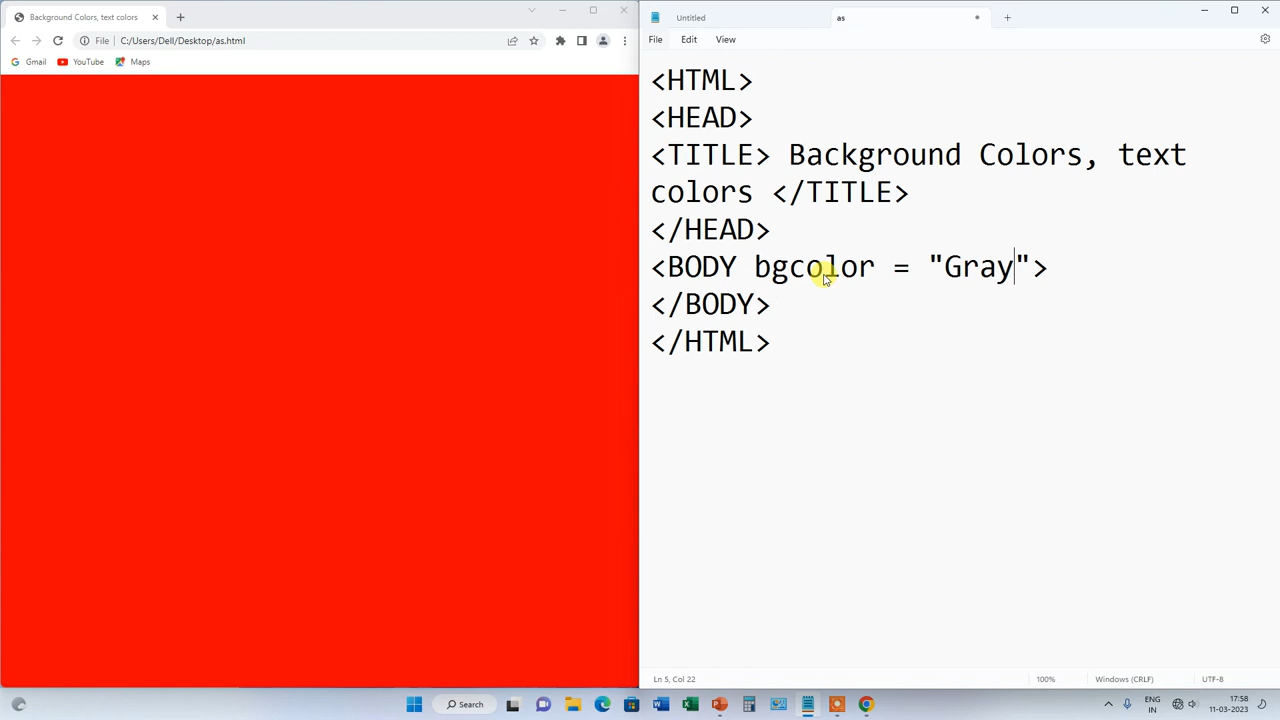 Background Colors, text colors
File
C:/Users/Dell/Desktop/as.html
Gmail
YouTube
Maps
Untitled
as
File
Edit
View
<HTML>
<HEAD>
<TITLE> Background Colors, text
colors </TITLE>
</HEAD>
<BODY bgcolor = "Gray">
</BODY>
</HTML>
Ln 5, Col 22
100%
Windows (CRLF)
UTF-8
Search
ENG
IN
17:58
11-03-2023